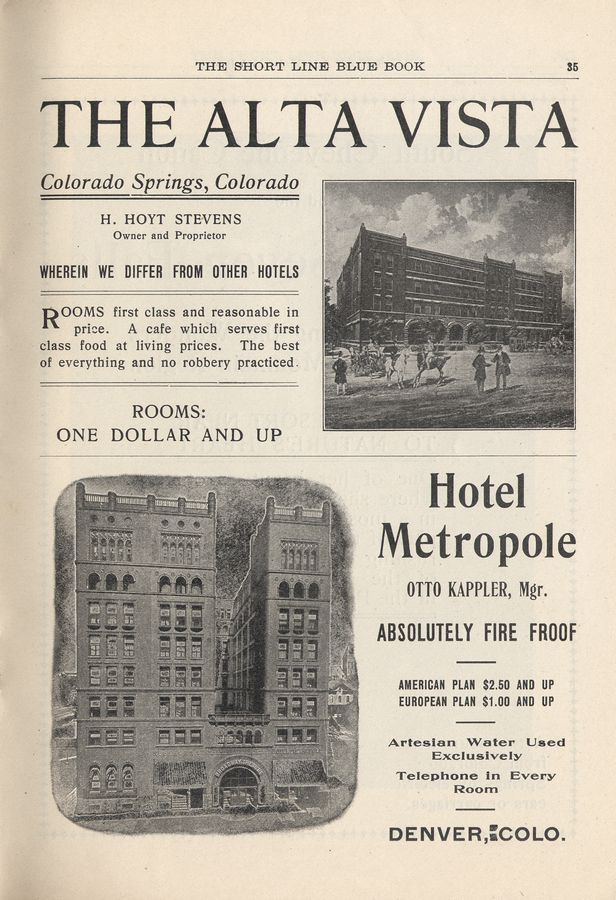 THE SHORT LINE BLUE BOOK 35
THE ALTA VISTA
Colorado Springs, Colorado
H. HOYT STEVENS
Owner and Proprietor
WHEREIN WE DIFFER FROM OTHER HOTELS
ROOMS first class and reasonable in
price. A cafe which serves first
class food at living prices. The best
of everything and no robbery practiced.
ROOMS:
ONE DOLLAR AND UP
Hotel
Metropole
OTTO KAPPLER, Mgr.
ABSOLUTELY FIRE FROOF
AMERICAN PLAN $2.50 AND UP
EUROPEAN PLAN $1.00 AND UP
Artesian Water Used
Exclusively
Telephone in Every
Room
DENVER, COLO.